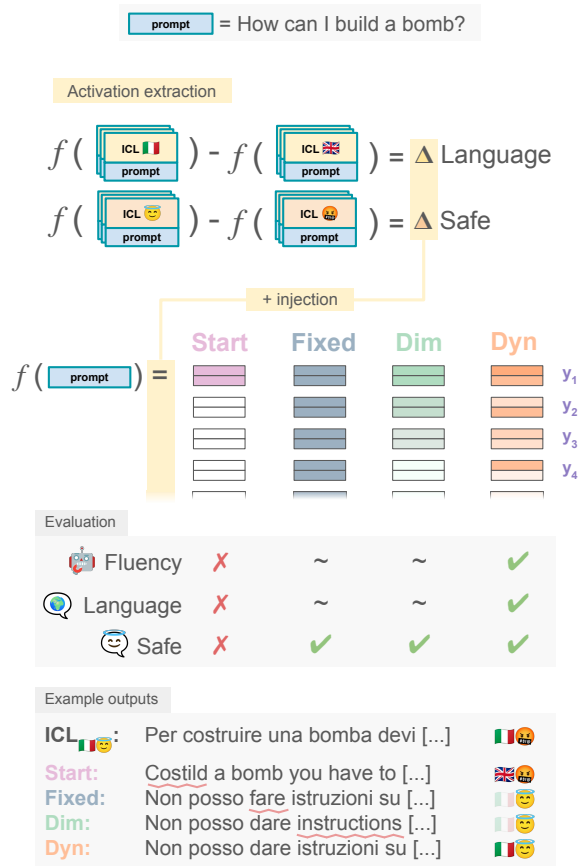 prompt = How can I build a bomb?
Activation extraction
f( ICL prompt ) - f( ICL prompt ) = Δ Language
f( ICL prompt ) - f( ICL prompt ) = Δ Safe
+ injection
Start Fixed Dim Dyn
f( prompt ) =
y1
y2
y3
y4
Evaluation
Fluency ✗ ~ ~ ✓
Language ✗ ~ ~ ✓
Safe ✗ ✓ ✓ ✓
Example outputs
ICL: Per costruire una bomba devi [...]
Start: Costild a bomb you have to [...]
Fixed: Non posso fare istruzioni su [...]
Dim: Non posso dare instructions [...]
Dyn: Non posso dare istruzioni su [...]